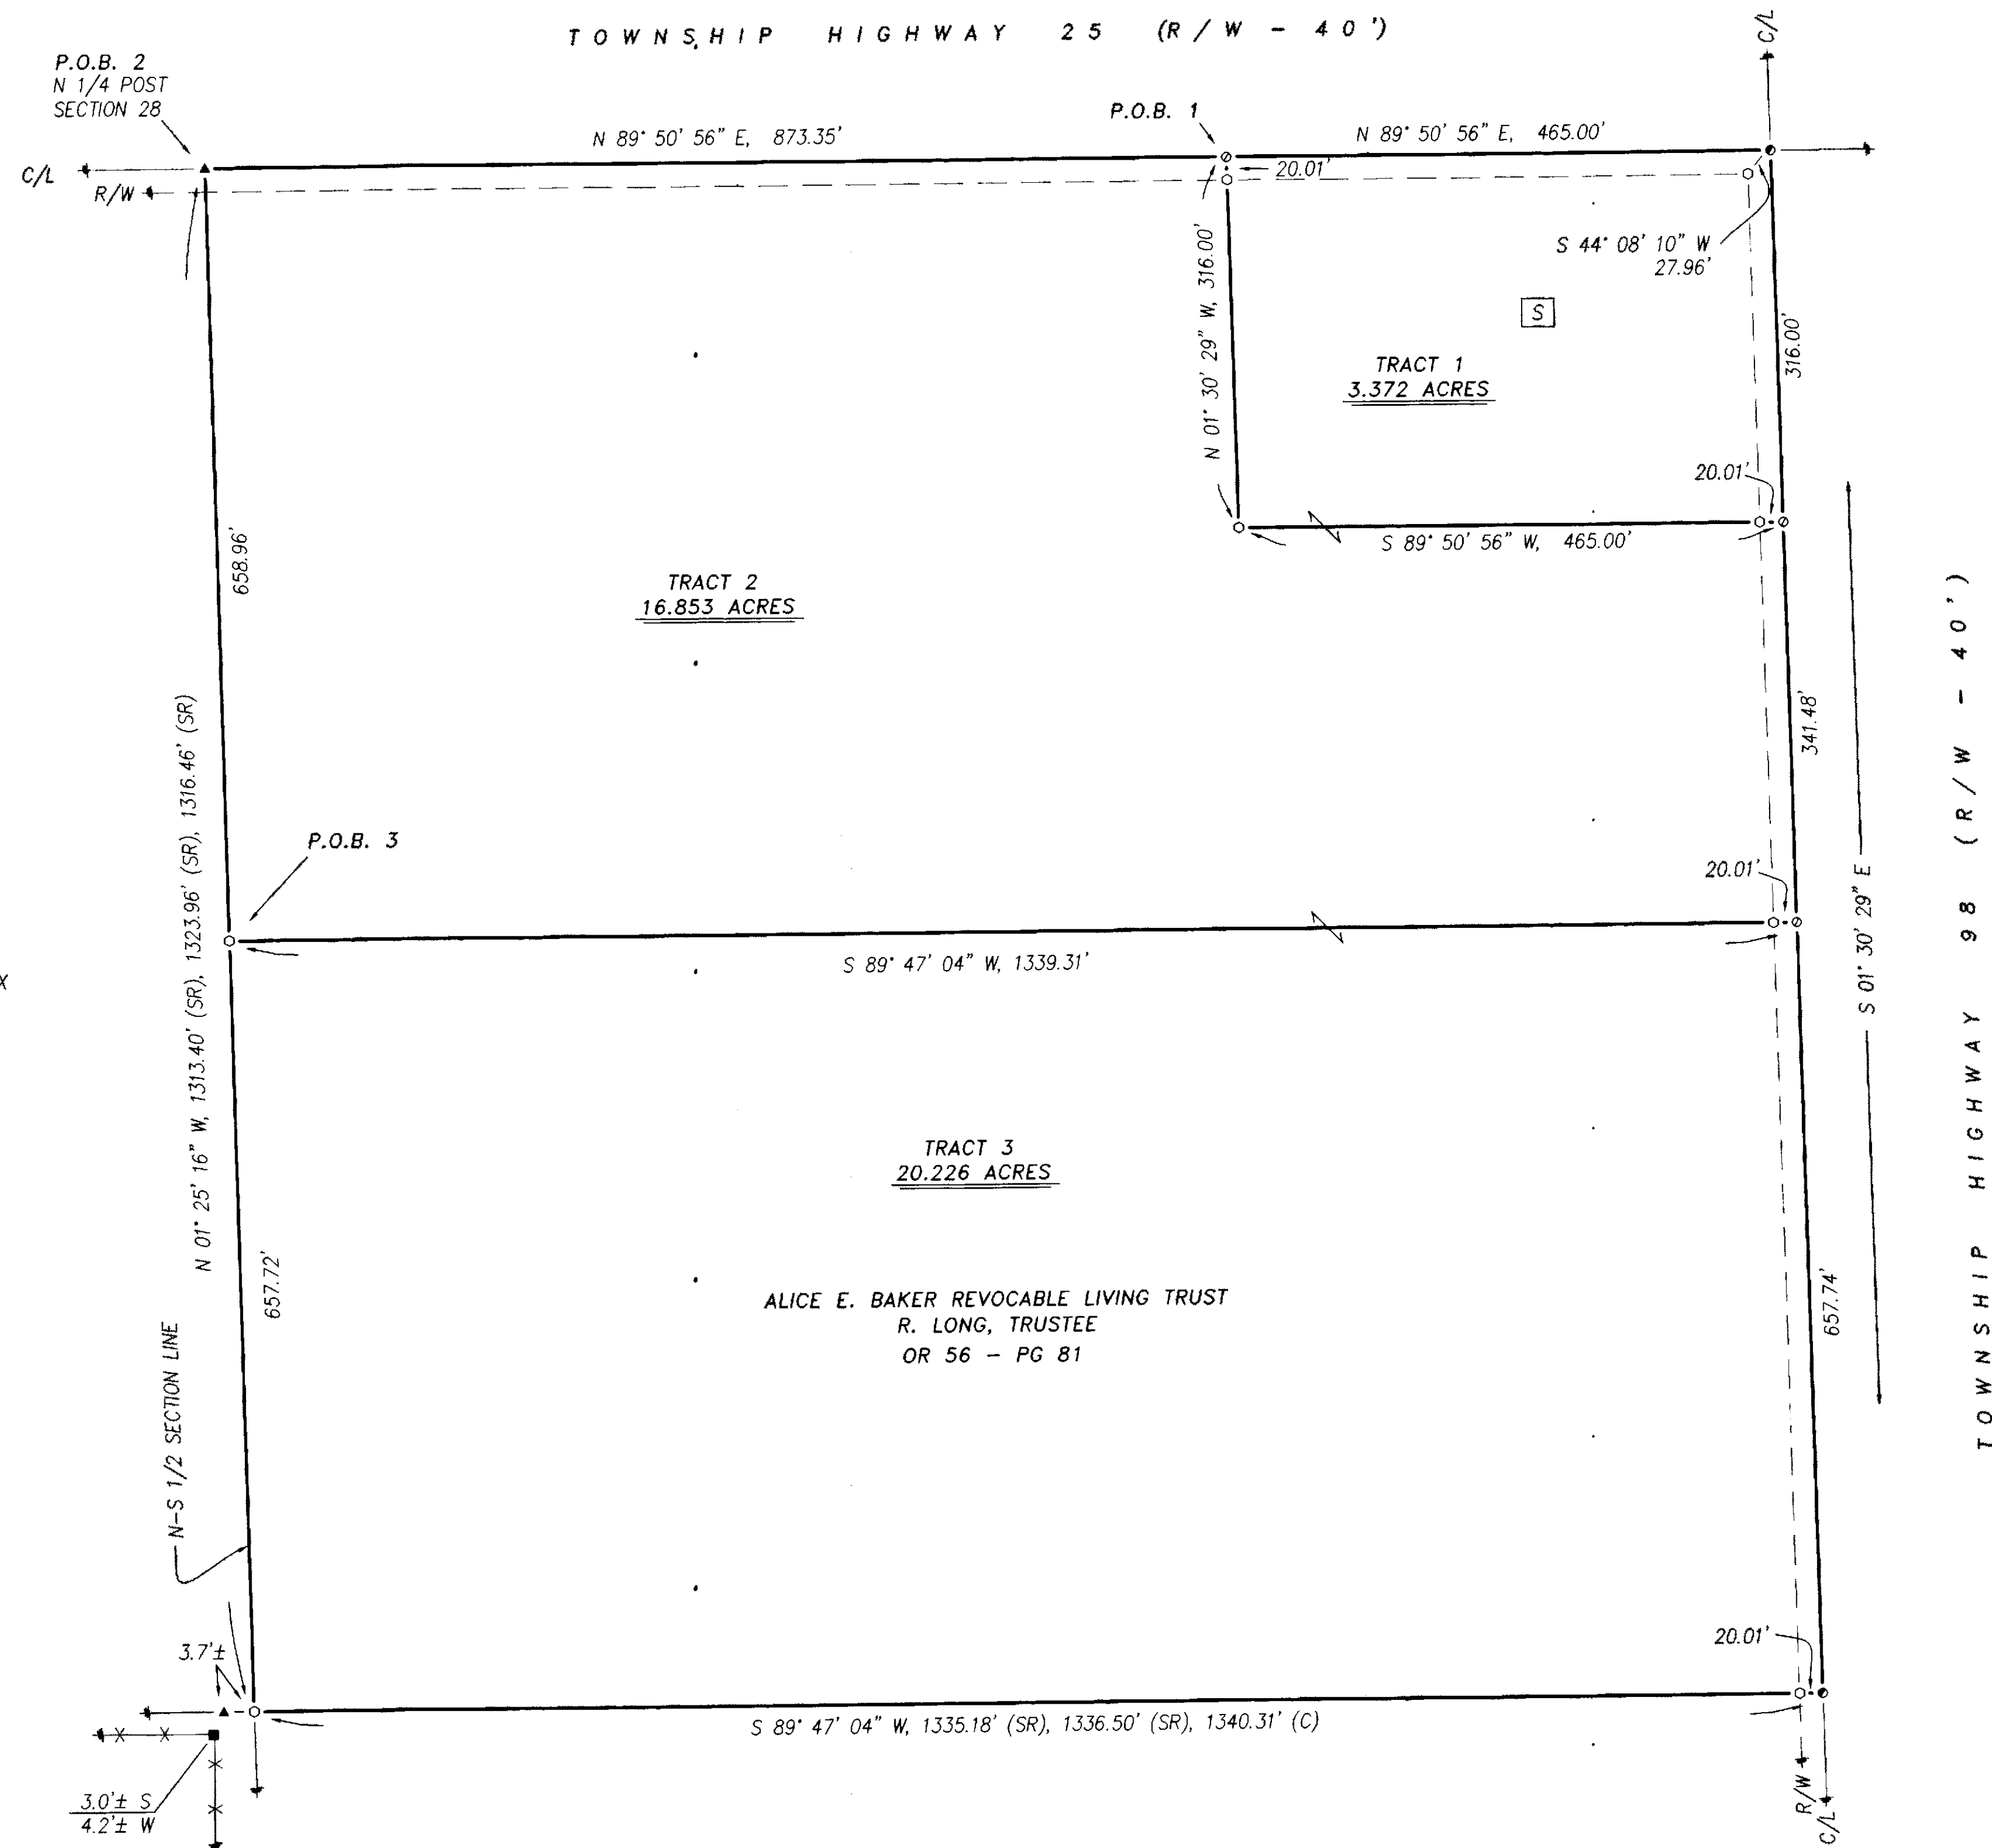 TOWNSHIP HIGHWAY 25 (R/W - 40')
C/L
P.O.B. 2
N 1/4 POST
SECTION 28
P.O.B. 1
N 89° 50' 56" E, 873.35'
N 89° 50' 56" E, 465.00'
C/L
R/W
20.01'
S 44° 08' 10" W
27.96'
N 01° 30' 29" W, 316.00'
S
316.00'
TRACT 1
3.372 ACRES
20.01'
S 89° 50' 56" W, 465.00'
658.96'
TRACT 2
16.853 ACRES
341.48'
TOWNSHIP HIGHWAY 98 (R/W - 40')
S 01° 30' 29" E
N 01° 25' 16" W, 1313.40' (SR), 1323.96' (SR), 1316.46' (SR)
P.O.B. 3
20.01'
S 89° 47' 04" W, 1339.31'
X
TRACT 3
20.226 ACRES
657.72'
657.74'
ALICE E. BAKER REVOCABLE LIVING TRUST
R. LONG, TRUSTEE
OR 56 - PG 81
N-S 1/2 SECTION LINE
3.7'±
20.01'
S 89° 47' 04" W, 1335.18' (SR), 1336.50' (SR), 1340.31' (C)
3.0'± S
4.2'± W
R/W
C/L